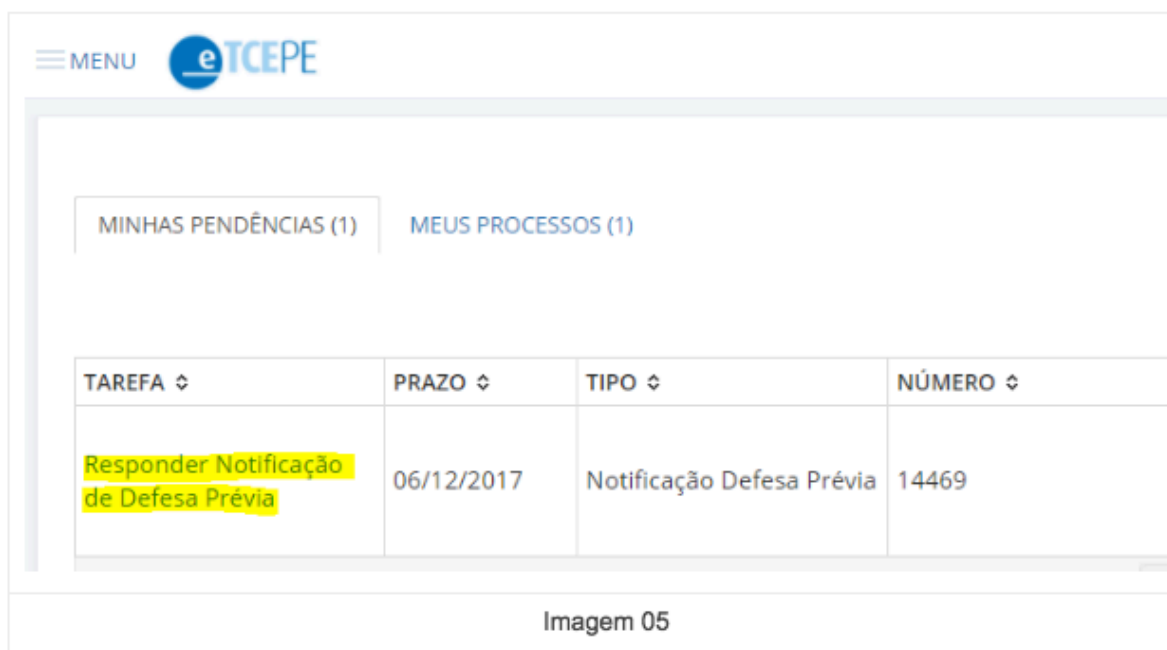 MENU eTCEPE
MINHAS PENDÊNCIAS (1) MEUS PROCESSOS (1)
TAREFA PRAZO TIPO NÚMERO
Responder Notificação
de Defesa Prévia
06/12/2017 Notificação Defesa Prévia 14469
Imagem 05